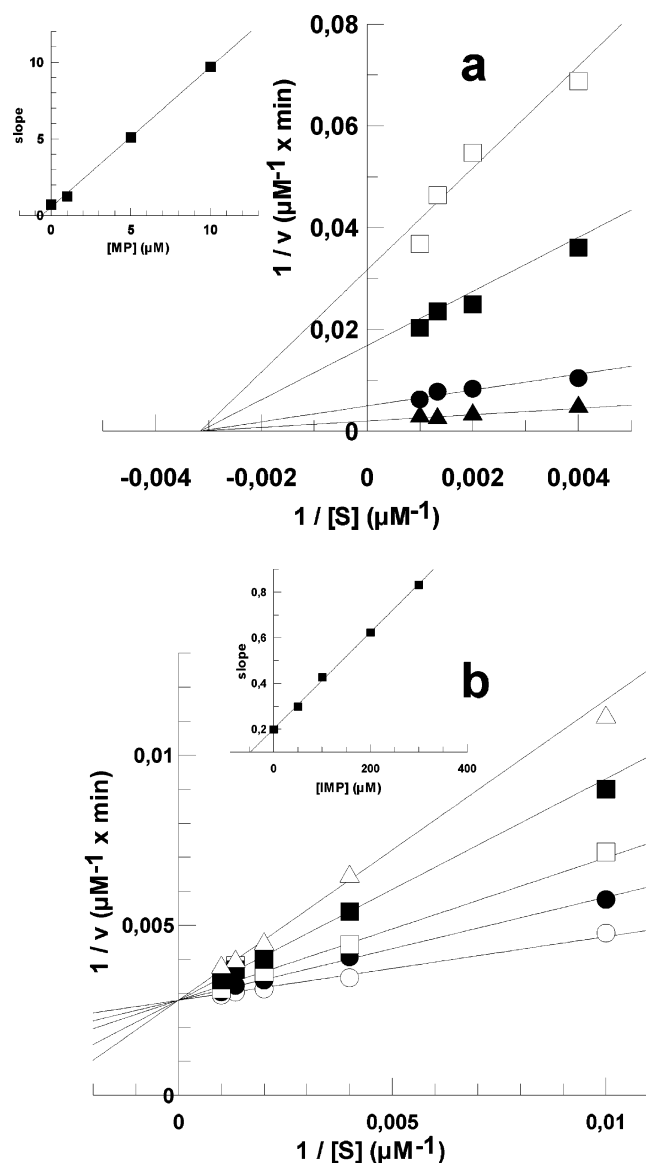 a
10
5
0
slope
0
5
10
[MP] (µM)
0,08
0,06
0,04
0,02
0
1 / v (µM-1 x min)
-0,004
-0,002
0
0,002
0,004
1 / [S] (µM-1)
b
0,8
0,6
0,4
0,2
slope
0
200
400
[IMP] (µM)
0,01
0,005
0
1 / v (µM-1 x min)
0
0,005
0,01
1 / [S] (µM-1)